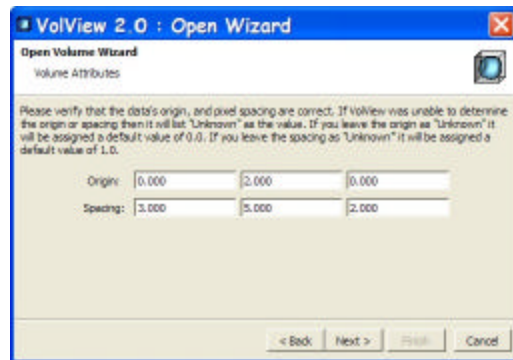 VolView 2.0 : Open Wizard
Open Volume Wizard
Volume Attributes
Please verify that the data's origin, and pixel spacing are correct. If VolView was unable to determine
the origin or spacing then it will list "Unknown" as the value. If you leave the origin as "Unknown" it
will be assigned a default value of 0.0. If you leave the spacing as "Unknown" it will be assigned a
default value of 1.0.
Origin: 0.000 2.000 0.000
Spacing: 3.000 5.000 2.000
< Back Next > Finish Cancel